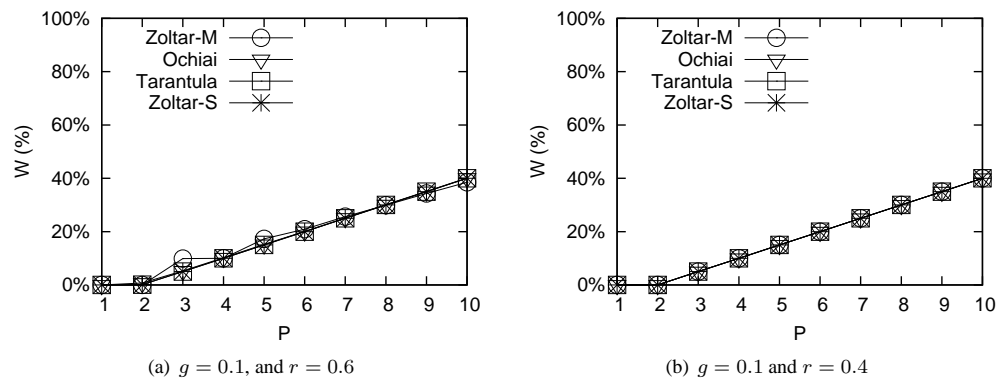 100%
80%
60%
40%
20%
0%
W (%)
Zoltar-M
Ochiai
Tarantula
Zoltar-S
1 2 3 4 5 6 7 8 9 10
P
(a) g = 0.1, and r = 0.6
100%
80%
60%
40%
20%
0%
W (%)
Zoltar-M
Ochiai
Tarantula
Zoltar-S
1 2 3 4 5 6 7 8 9 10
P
(b) g = 0.1 and r = 0.4